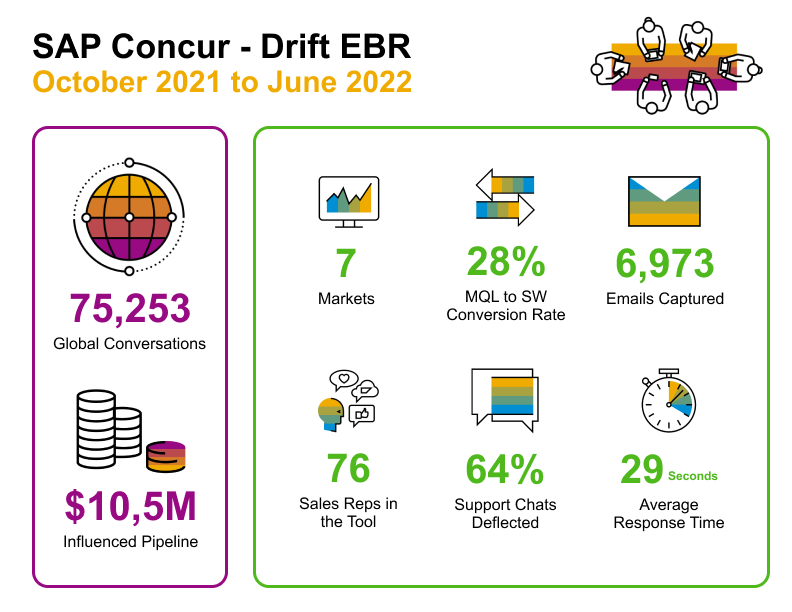 SAP Concur - Drift EBR
October 2021 to June 2022
75,253
Global Conversations
$10,5M
Influenced Pipeline
7
Markets
28%
MQL to SW
Conversion Rate
6,973
Emails Captured
76
Sales Reps in
the Tool
64%
Support Chats
Deflected
29 Seconds
Average
Response Time